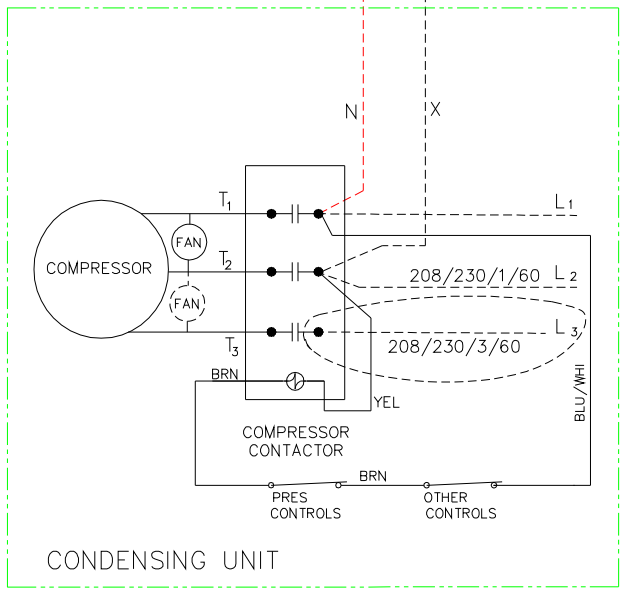 N
X
T1
L1
FAN
COMPRESSOR
T2
208/230/1/60 L2
FAN
L3
T3
208/230/3/60
BRN
YEL
BLU/WHI
COMPRESSOR
CONTACTOR
BRN
PRES
CONTROLS
OTHER
CONTROLS
CONDENSING UNIT